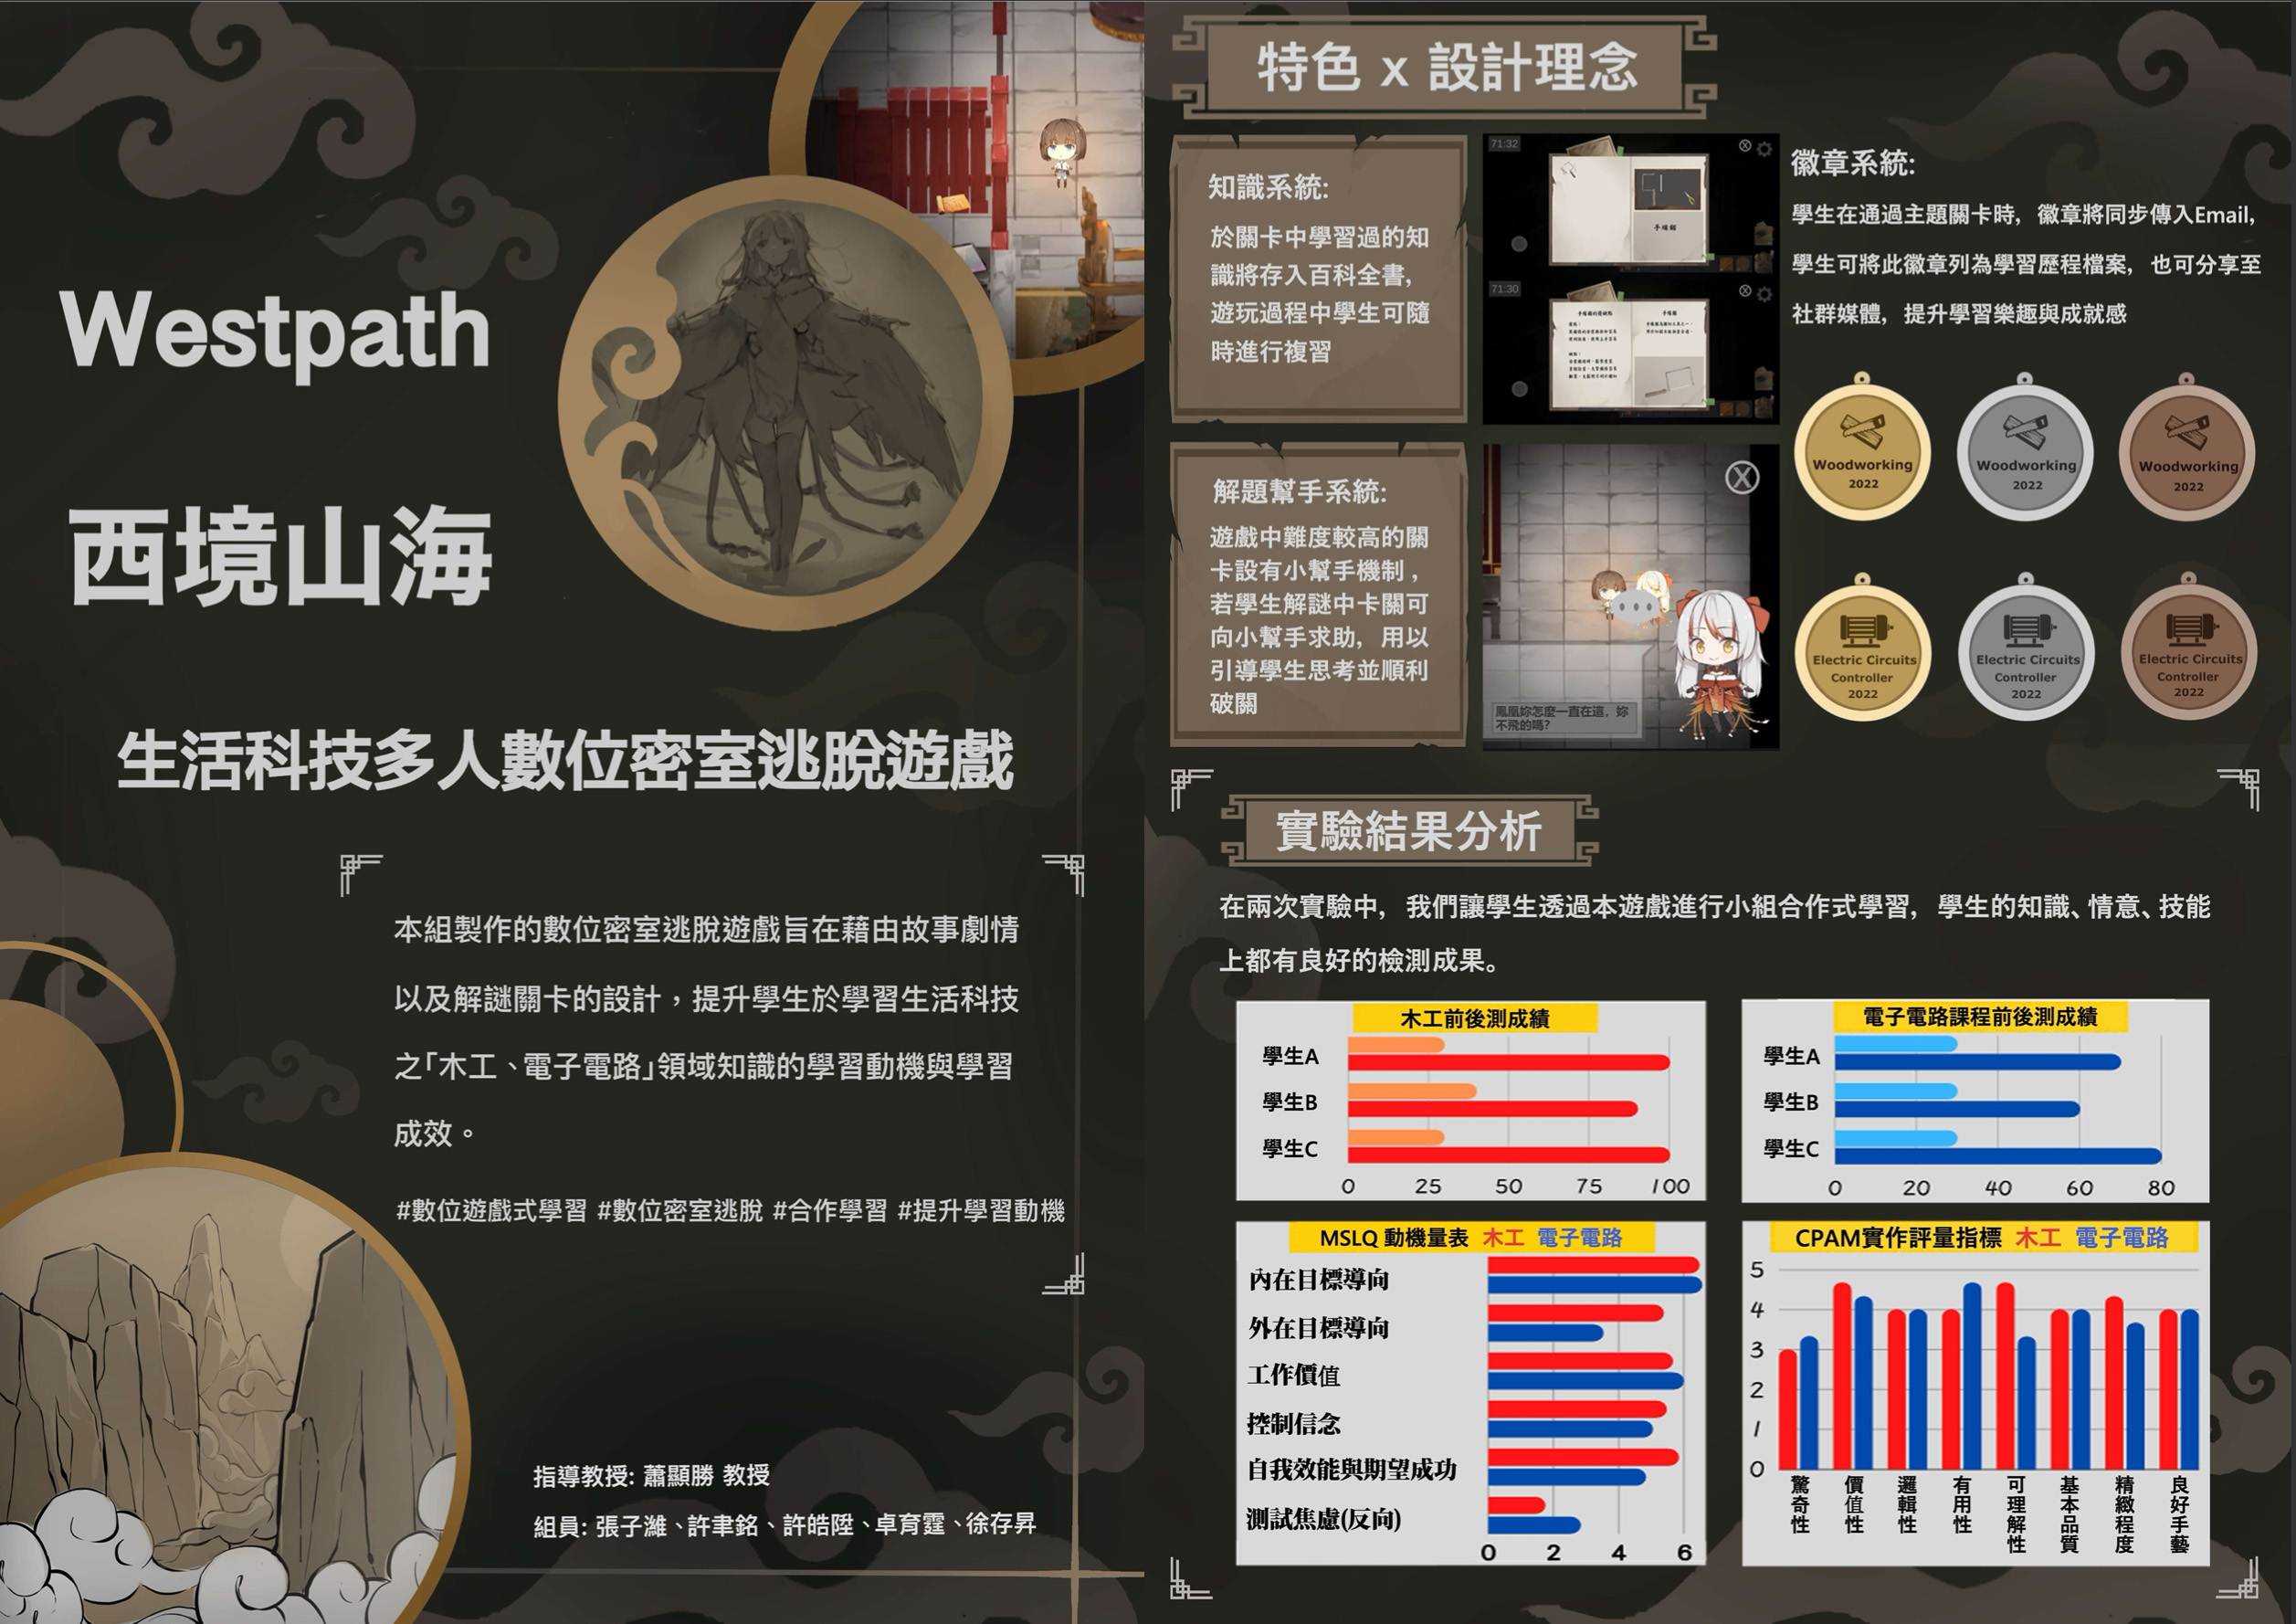 Westpath
西境山海
生活科技多人數位密室逃脫遊戲
本組製作的數位密室逃脫遊戲旨在藉由故事劇情
以及解謎關卡的設計，提升學生於學習生活科技
之「木工、電子電路」領域知識的學習動機與學習
成效。
#數位遊戲式學習 #數位密室逃脫 #合作學習 #提升學習動機
指導教授: 蕭顯勝 教授
組員: 張子濰、許聿銘、許皓陞、卓育霆、徐存昇
特色 x 設計理念
知識系統:
於關卡中學習過的知
識將存入百科全書,
遊玩過程中學生可隨
時進行複習
71:32
手線鋸
71:30
徽章系統:
學生在通過主題關卡時, 徽章將同步傳入Email,
學生可將此徽章列為學習歷程檔案, 也可分享至
社群媒體, 提升學習樂趣與成就感
Woodworking
2022
Woodworking
2022
Woodworking
2022
Electric Circuits
Controller
2022
Electric Circuits
Controller
2022
Electric Circuits
Controller
2022
解題幫手系統:
遊戲中難度較高的關
卡設有小幫手機制,
若學生解謎中卡關可
向小幫手求助, 用以
引導學生思考並順利
破關
鳳凰妳怎麼一直在這, 妳
不飛的嗎?
實驗結果分析
在兩次實驗中, 我們讓學生透過本遊戲進行小組合作式學習, 學生的知識、情意、技能
上都有良好的檢測成果。
木工前後測成績
學生A
學生B
學生C
0 25 50 75 100
電子電路課程前後測成績
學生A
學生B
學生C
0 20 40 60 80
MSLQ 動機量表 木工 電子電路
內在目標導向
外在目標導向
工作價值
控制信念
自我效能與期望成功
測試焦慮(反向)
0 2 4 6
CPAM實作評量指標 木工 電子電路
5
4
3
2
1
0
驚奇性
價值性
邏輯性
有用性
可理解性
基本品質
精緻程度
良好手藝